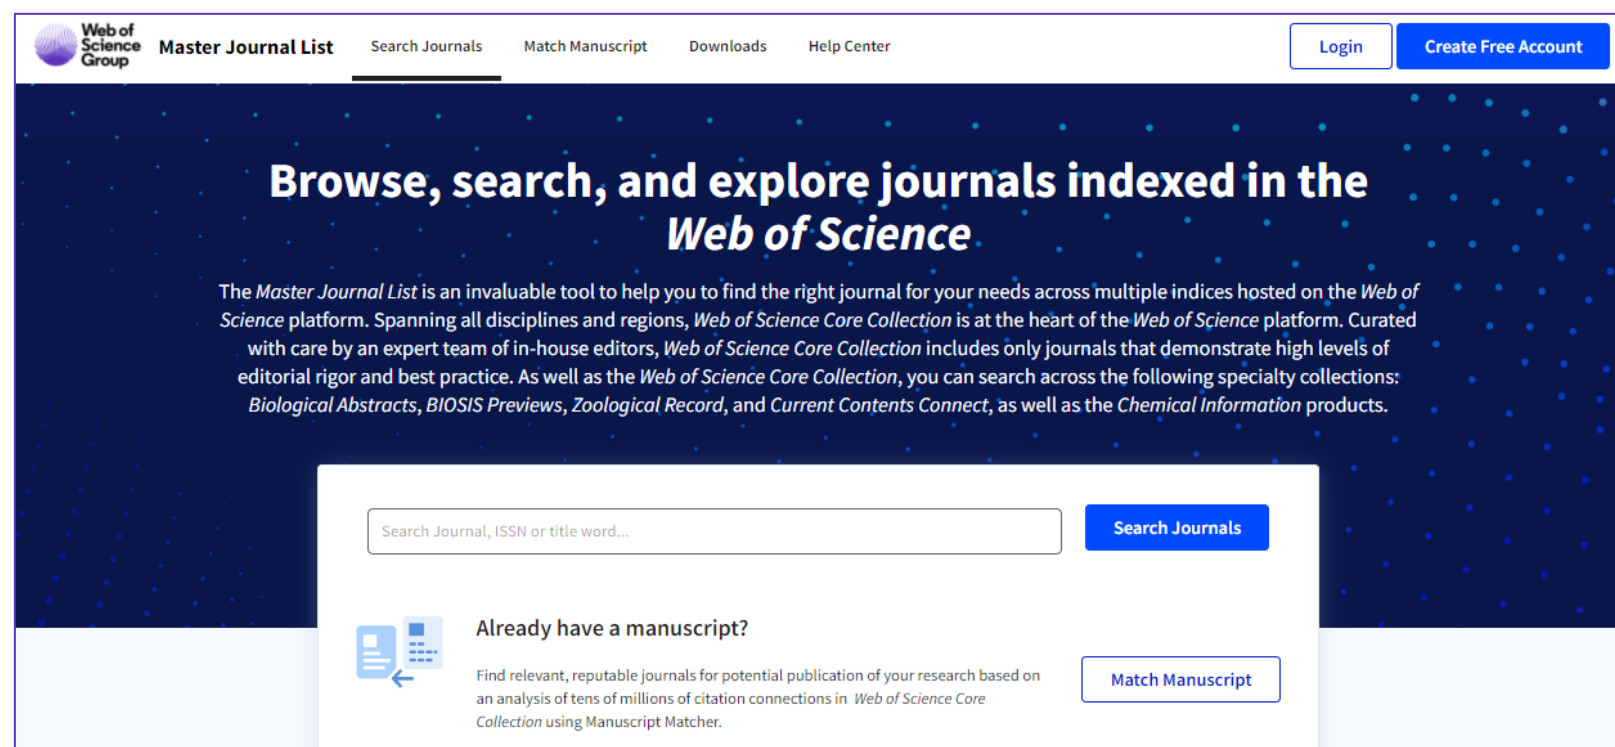 Web of
Science
Group
Master Journal List
Search Journals
Match Manuscript
Downloads
Help Center
Login
Create Free Account
Browse, search, and explore journals indexed in the
Web of Science
The Master Journal List is an invaluable tool to help you to find the right journal for your needs across multiple indices hosted on the Web of
Science platform. Spanning all disciplines and regions, Web of Science Core Collection is at the heart of the Web of Science platform. Curated
with care by an expert team of in-house editors, Web of Science Core Collection includes only journals that demonstrate high levels of
editorial rigor and best practice. As well as the Web of Science Core Collection, you can search across the following specialty collections:
Biological Abstracts, BIOSIS Previews, Zoological Record, and Current Contents Connect, as well as the Chemical Information products.
Search Journal, ISSN or title word...
Search Journals
Already have a manuscript?
Find relevant, reputable journals for potential publication of your research based on
an analysis of tens of millions of citation connections in Web of Science Core
Collection using Manuscript Matcher.
Match Manuscript